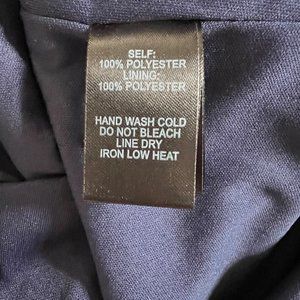 SELF:
100% POLYESTER
LINING:
100% POLYESTER
HAND WASH COLD
DO NOT BLEACH
LINE DRY
IRON LOW HEAT